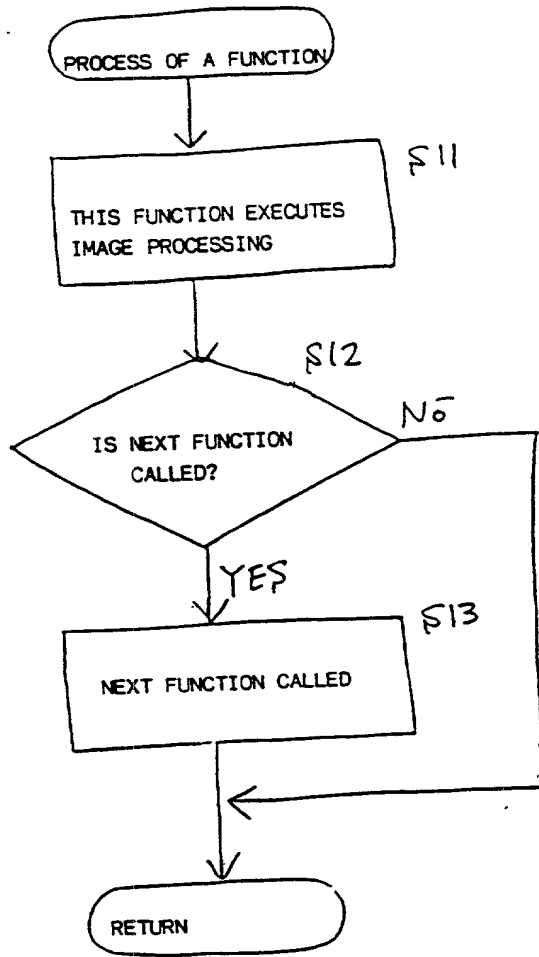 PROCESS OF A FUNCTION
S11
THIS FUNCTION EXECUTES
IMAGE PROCESSING
S12
NO
IS NEXT FUNCTION
CALLED?
YES
S13
NEXT FUNCTION CALLED
RETURN